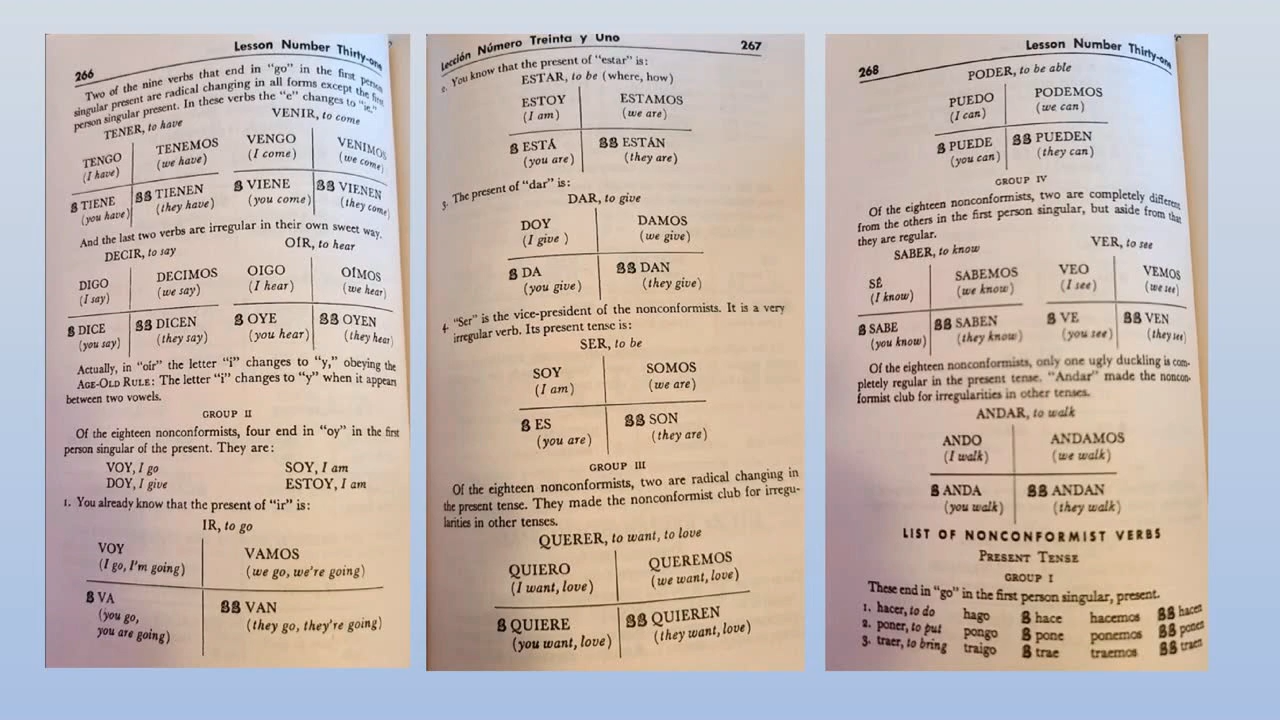 266
Lesson Number Thirty-one
Two of the nine verbs that end in "go" in the first person
singular present are radical changing in all forms except the first
person singular present. In these verbs the "e" changes to "ie."
TENER, to have
VENIR, to come
TENGO TENEMOS VENGO VENIMOS
(I have) (we have) (I come) (we come)
TIENE TIENEN VIENE VIENEN
(you have) (they have) (you come) (they come)
And the last two verbs are irregular in their own sweet way.
DECIR, to say
OÍR, to hear
DIGO DECIMOS OIGO OÍMOS
(I say) (we say) (I hear) (we hear)
DICE DICEN OYE OYEN
(you say) (they say) (you hear) (they hear)
Actually, in "oír" the letter "i" changes to "y," obeying the
AGE-OLD RULE: The letter "i" changes to "y" when it appears
between two vowels.
GROUP II
Of the eighteen nonconformists, four end in "oy" in the first
person singular of the present. They are:
VOY, I go SOY, I am
DOY, I give ESTOY, I am
1. You already know that the present of "ir" is:
IR, to go
VOY VAMOS
(I go, I'm going) (we go, we're going)
VA VAN
(you go, (they go, they're going)
you are going)
Lección Número Treinta y Uno
267
2. You know that the present of "estar" is:
ESTAR, to be (where, how)
ESTOY ESTAMOS
(I am) (we are)
ESTÁ ESTÁN
(you are) (they are)
3. The present of "dar" is:
DAR, to give
DOY DAMOS
(I give ) (we give)
DA DAN
(you give) (they give)
4. "Ser" is the vice-president of the nonconformists. It is a very
irregular verb. Its present tense is:
SER, to be
SOY SOMOS
(I am) (we are)
ES SON
(you are) (they are)
GROUP III
Of the eighteen nonconformists, two are radical changing in
the present tense. They made the nonconformist club for irregu-
larities in other tenses.
QUERER, to want, to love
QUIERO QUEREMOS
(I want, love) (we want, love)
QUIERE QUIEREN
(you want, love) (they want, love)
268
Lesson Number Thirty-one
PODER, to be able
PUEDO PODEMOS
(I can) (we can)
PUEDE PUEDEN
(you can) (they can)
GROUP IV
Of the eighteen nonconformists, two are completely different
from the others in the first person singular, but aside from that
they are regular.
SABER, to know
VER, to see
SÉ SABEMOS VEO VEMOS
(I know) (we know) (I see) (we see)
SABE SABEN VE VEN
(you know) (they know) (you see) (they see)
Of the eighteen nonconformists, only one ugly duckling is com-
pletely regular in the present tense. "Andar" made the noncon-
formist club for irregularities in other tenses.
ANDAR, to walk
ANDO ANDAMOS
(I walk) (we walk)
ANDA ANDAN
(you walk) (they walk)
LIST OF NONCONFORMIST VERBS
PRESENT TENSE
GROUP I
These end in "go" in the first person singular, present.
1. hacer, to do hago hace hacemos hacen
2. poner, to put pongo pone ponemos ponen
3. traer, to bring traigo trae traemos traen